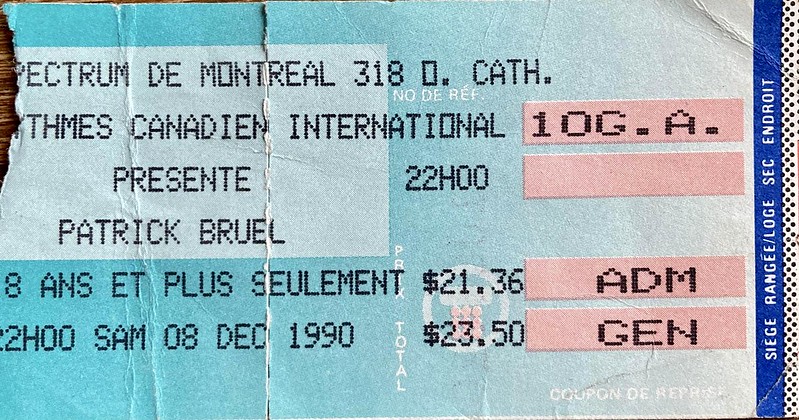 PECTRUM DE MONTREAL 318 O. CATH.
NO DE RÉF.
THMES CANADIEN INTERNATIONAL 10G.A.
PRESENTE 22H00
PATRICK BRUEL
8 ANS ET PLUS SEULEMENT $21.36 ADM
22H00 SAM 08 DEC 1990 $23.50 GEN
PRIX TOTAL
COUPON DE REPRISE
SIÈGE RANGÉE/LOGE SEC ENDROIT